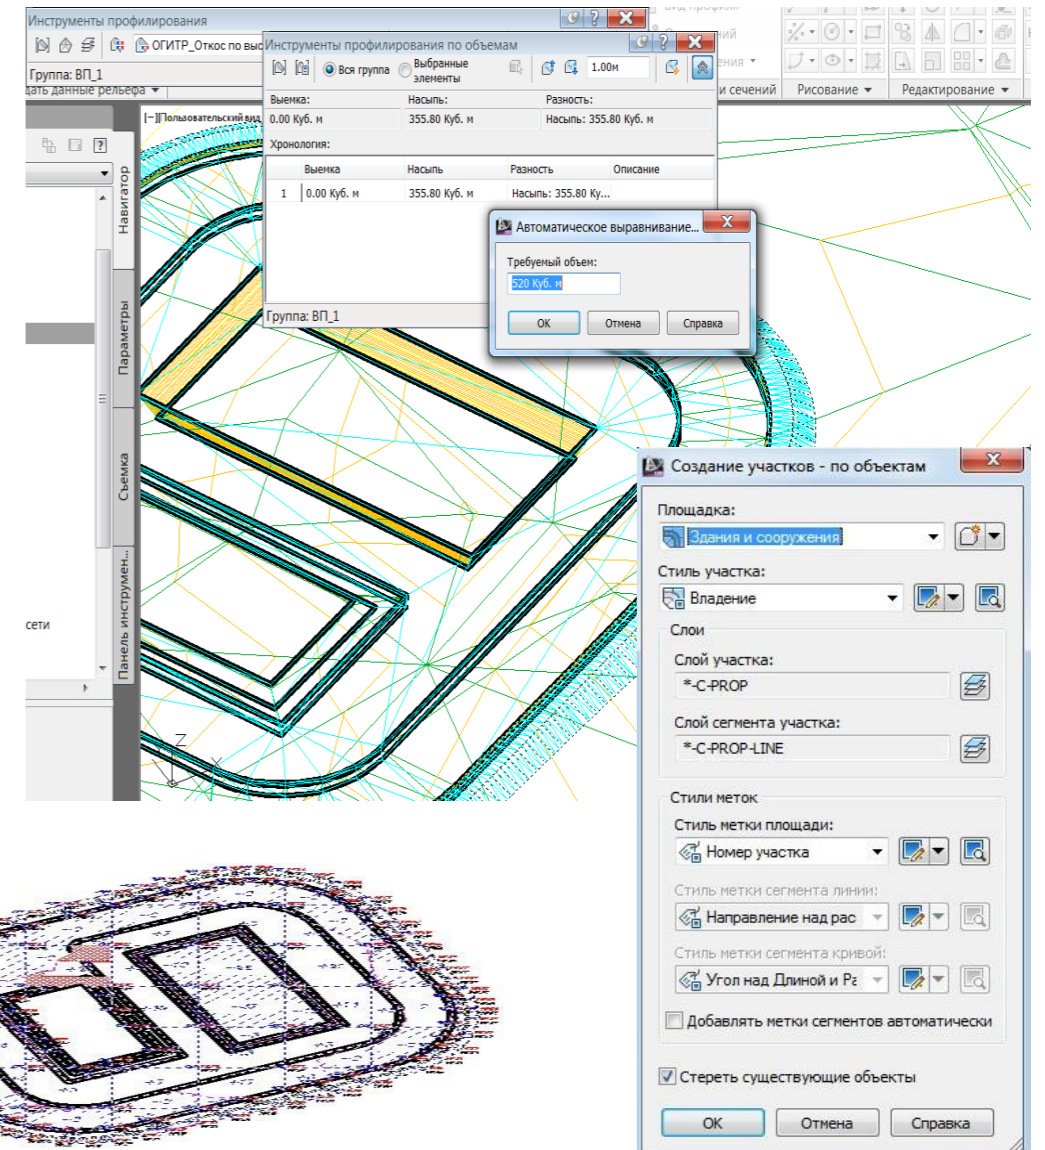 Инструменты профилирования
ОГИТР_Откос по выс
Группа: ВП_1
дать данные рельефа
Инструменты профилирования по объемам
Вся группа
Выбранные элементы
1.00м
Выемка:
Насыпь:
Разность:
0.00 Куб. м
355.80 Куб. м
Насыпь: 355.80 Куб. м
Хронология:
Выемка
Насыпь
Разность
Описание
1
0.00 Куб. м
355.80 Куб. м
Насыпь: 355.80 Ку...
Группа: ВП_1
и сечений
Рисование
Редактирование
[−][Пользовательский вид
Навигатор
Параметры
Съемка
Панель инструмен...
сети
Z
X
Автоматическое выравнивание...
Требуемый объем:
520 Куб. м
ОК
Отмена
Справка
Создание участков - по объектам
Площадка:
Здания и сооружения
Стиль участка:
Владение
Слои
Слой участка:
*-C-PROP
Слой сегмента участка:
*-C-PROP-LINE
Стили меток
Стиль метки площади:
Номер участка
Стиль метки сегмента линии:
Направление над рас
Стиль метки сегмента кривой:
Угол над Длиной и Ра
Добавлять метки сегментов автоматически
Стереть существующие объекты
ОК
Отмена
Справка